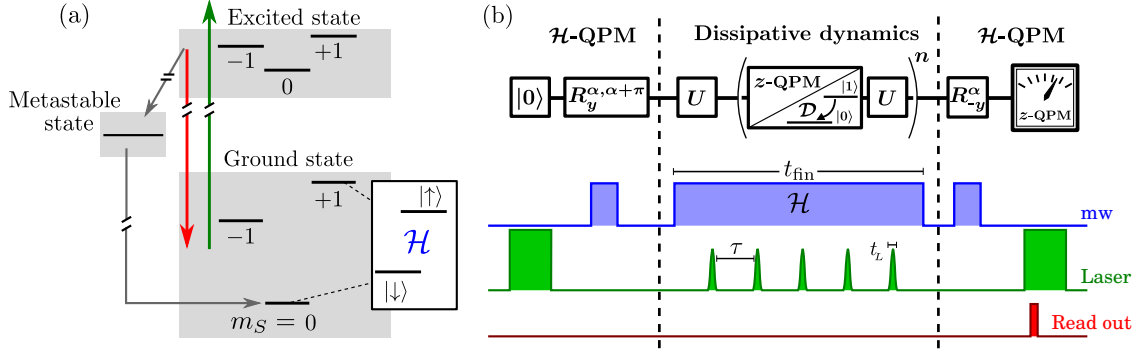 (a)
Excited state
−1
0
+1
Metastable
state
Ground state
+1
−1
m_S = 0
|↑⟩
ℋ
|↓⟩
(b)
ℋ-QPM
Dissipative dynamics
ℋ-QPM
|0⟩
R_y^{α,α+π}
U
z-QPM
|1⟩
𝒟
|0⟩
U
n
R_{-y}^{α}
z-QPM
t_fin
ℋ
mw
τ
t_L
Laser
Read out